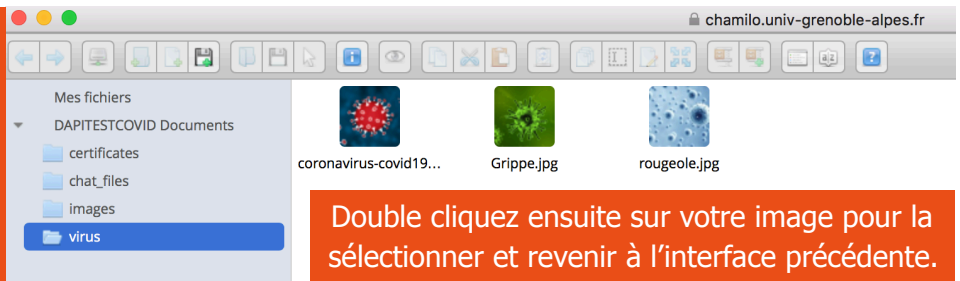 chamilo.univ-grenoble-alpes.fr
Mes fichiers
DAPITESTCOVID Documents
certificates
chat_files
images
virus
coronavirus-covid19...
Grippe.jpg
rougeole.jpg
Double cliquez ensuite sur votre image pour la
sélectionner et revenir à l’interface précédente.